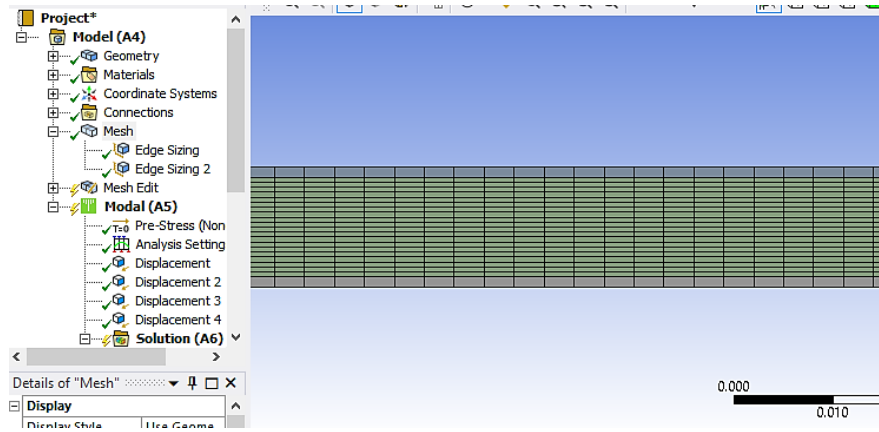 Project*
Model (A4)
Geometry
Materials
Coordinate Systems
Connections
Mesh
Edge Sizing
Edge Sizing 2
Mesh Edit
Modal (A5)
T=0 Pre-Stress (Non
Analysis Setting
Displacement
Displacement 2
Displacement 3
Displacement 4
Solution (A6)
Details of "Mesh"
Display
Display Style Use Geome
0.000
0.010